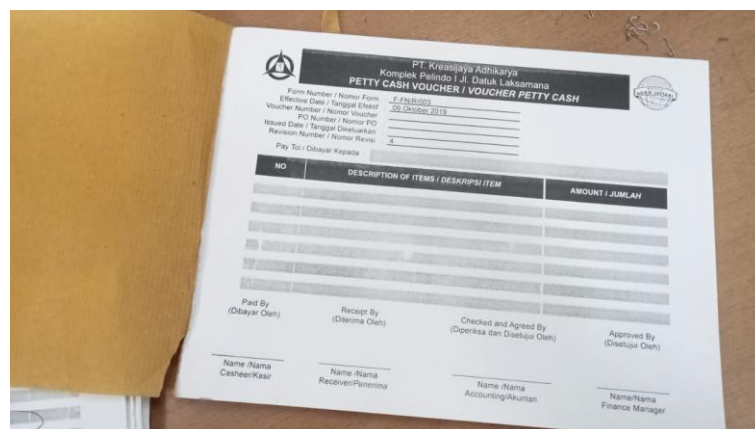 PT. Kreasijaya Adhikarya
Komplek Pelindo I Jl. Datuk Laksamana
PETTY CASH VOUCHER / VOUCHER PETTY CASH
Form Number / Nomor Form F-FN/R/003
Effective Date / Tanggal Efektif 09 Oktober 2019
Voucher Number / Nomor Voucher
PO Number / Nomor PO
Issued Date / Tanggal Dikeluarkan
Revision Number / Nomor Revisi 4
Pay To / Dibayar Kepada
NO DESCRIPTION OF ITEMS / DESKRIPSI ITEM AMOUNT / JUMLAH
Paid By Receipt By Checked and Agreed By Approved By
(Dibayar Oleh) (Diterima Oleh) (Diperiksa dan Disetujui Oleh) (Disetujui Oleh)
Name /Nama Name /Nama Name /Nama Name/Nama
Casheer/Kasir Receiver/Penerima Accounting/Akuntan Finance Manager